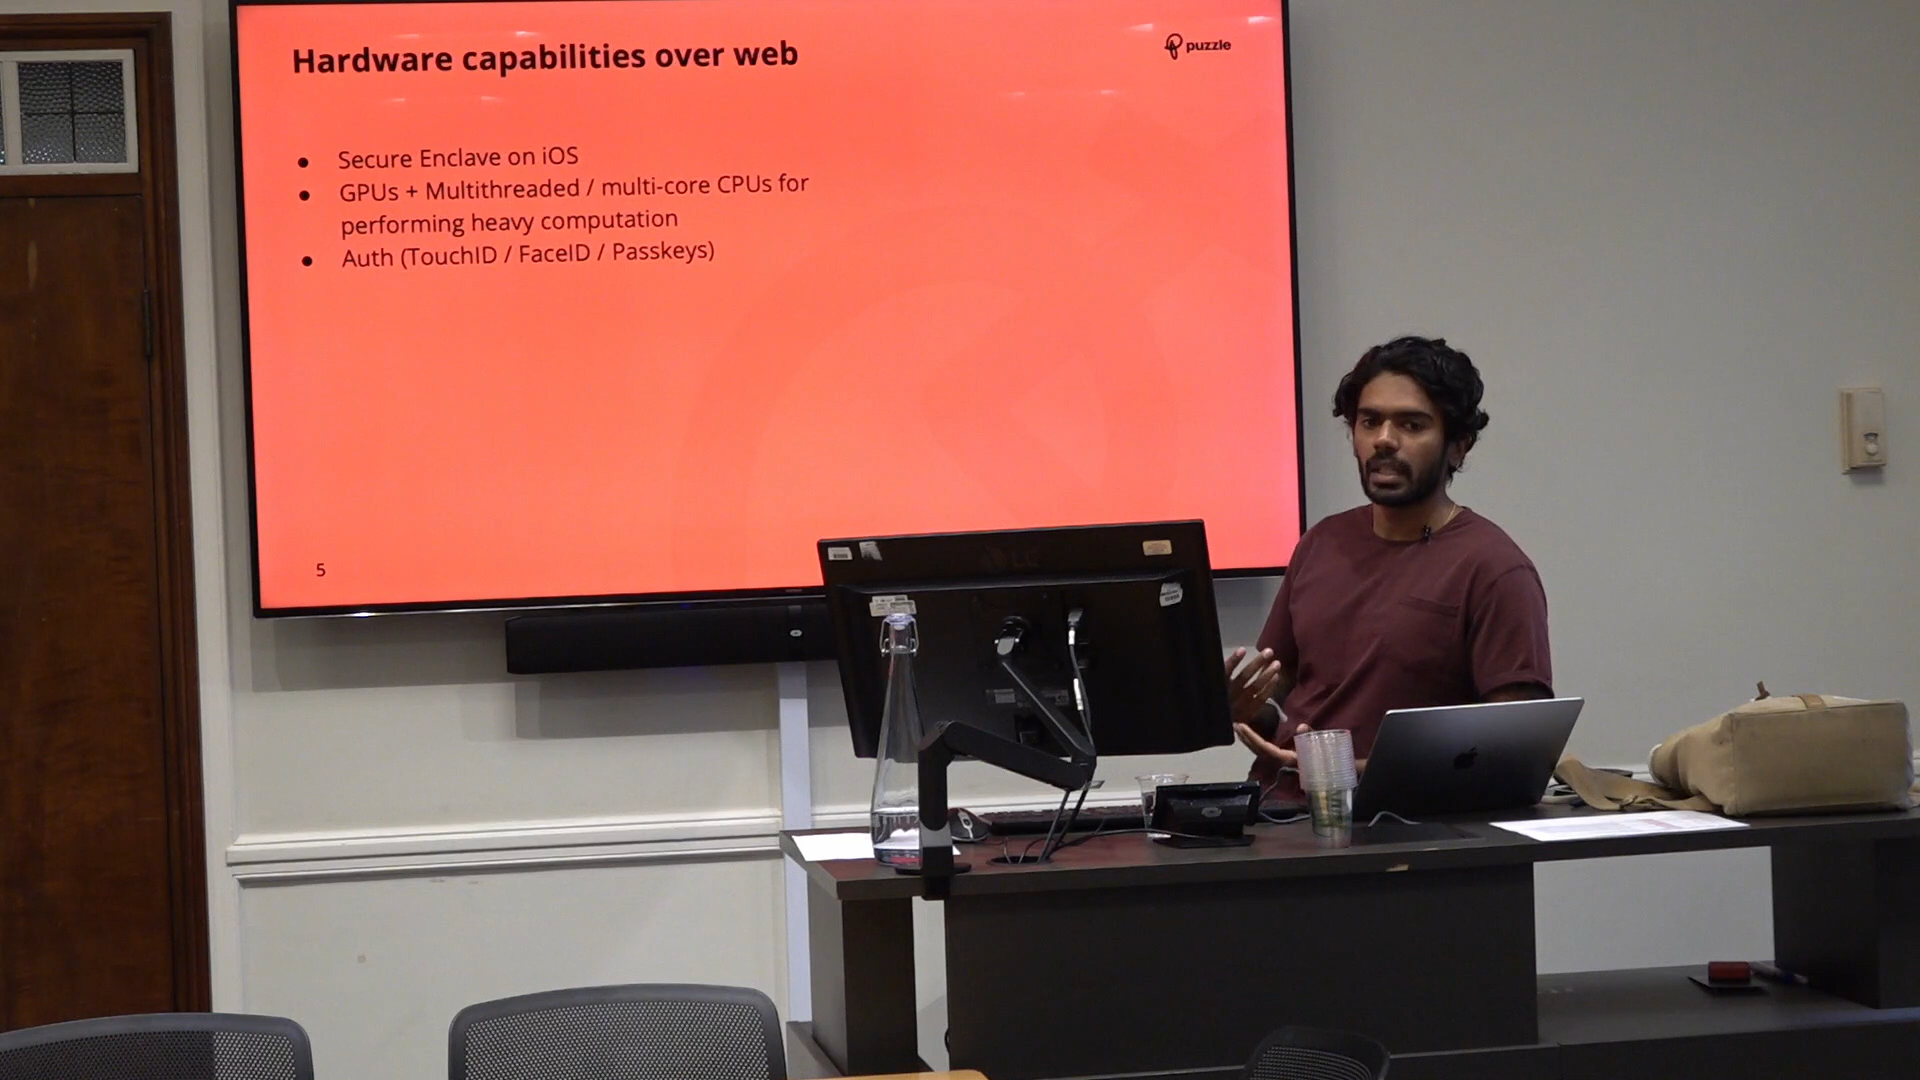 Hardware capabilities over web
puzzle
● Secure Enclave on iOS
● GPUs + Multithreaded / multi-core CPUs for
performing heavy computation
● Auth (TouchID / FaceID / Passkeys)
5